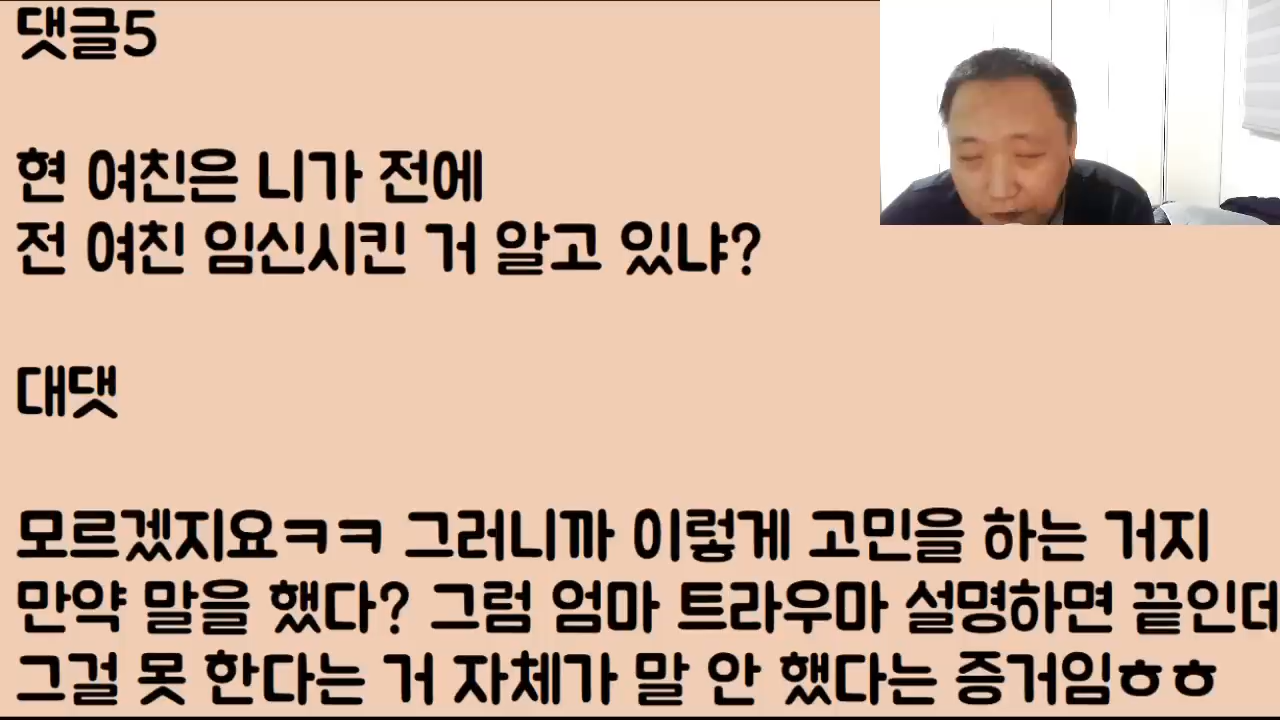 댓글5
현 여친은 니가 전에
전 여친 임신시킨 거 알고 있냐?
대댓
모르겠지요ㅋㅋ 그러니까 이렇게 고민을 하는 거지
만약 말을 했다? 그럼 엄마 트라우마 설명하면 끝인데
그걸 못 한다는 거 자체가 말 안 했다는 증거임ㅎㅎ